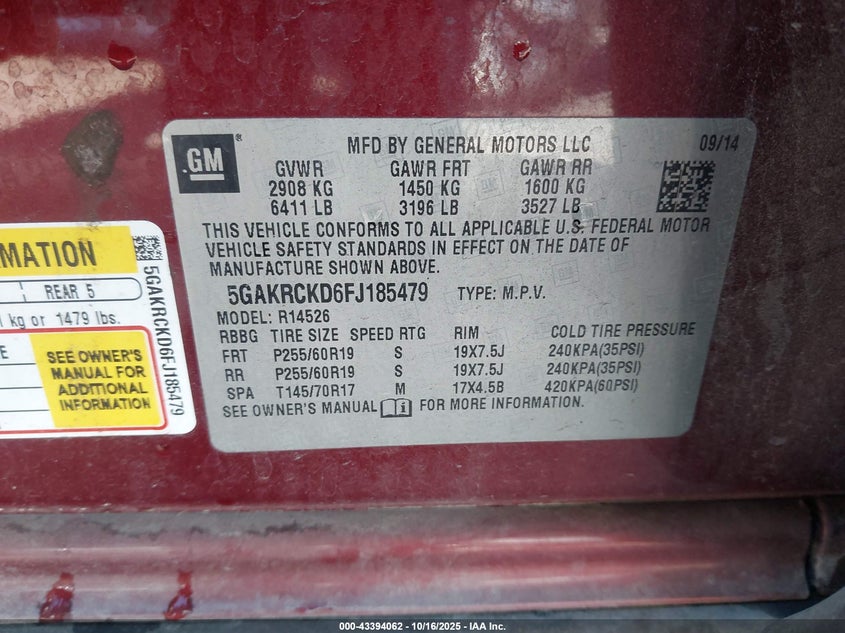 GM
MFD BY GENERAL MOTORS LLC 09/14
GVWR GAWR FRT GAWR RR
2908 KG 1450 KG 1600 KG
6411 LB 3196 LB 3527 LB
THIS VEHICLE CONFORMS TO ALL APPLICABLE U.S. FEDERAL MOTOR
VEHICLE SAFETY STANDARDS IN EFFECT ON THE DATE OF
MANUFACTURE SHOWN ABOVE.
5GAKRCKD6FJ185479 TYPE: M.P.V.
MODEL: R14526
RBBG TIRE SIZE SPEED RTG RIM COLD TIRE PRESSURE
FRT P255/60R19 S 19X7.5J 240KPA(35PSI)
RR P255/60R19 S 19X7.5J 240KPA(35PSI)
SPA T145/70R17 M 17X4.5B 420KPA(60PSI)
SEE OWNER'S MANUAL FOR MORE INFORMATION.
MATION
REAR 5
kg or 1479 lbs.
SEE OWNER'S
MANUAL FOR
ADDITIONAL
INFORMATION
5GAKRCKD6FJ185479
000-43394062 - 10/16/2025 - IAA Inc.